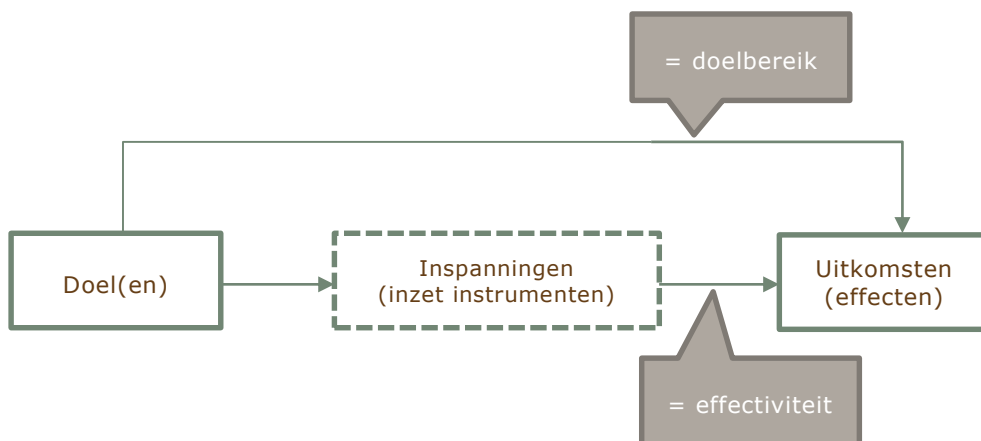 = doelbereik
Doel(en)
Inspanningen
(inzet instrumenten)
Uitkomsten
(effecten)
= effectiviteit